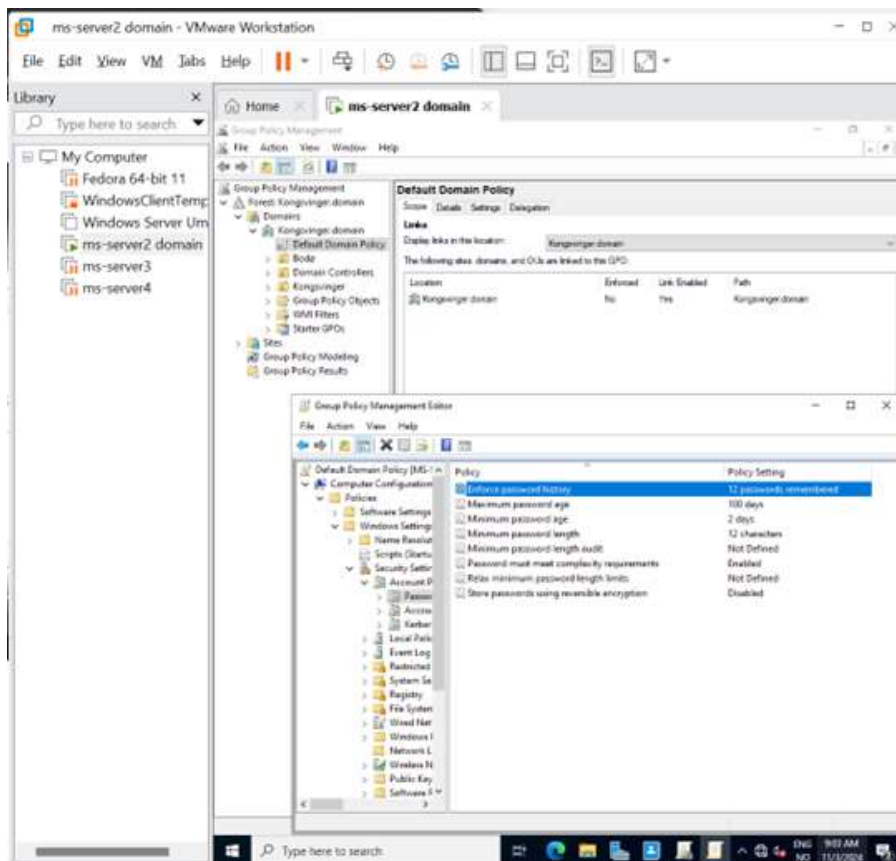 ms-server2 domain - VMware Workstation
File Edit View VM Tabs Help
Library
Type here to search
My Computer
Fedora 64-bit 11
WindowsClientTemp
Windows Server Um
ms-server2 domain
ms-server3
ms-server4
Home
ms-server2 domain
Group Policy Management
File Action View Window Help
Group Policy Management
Forest: Kongsvinger.domain
Domains
Kongsvinger.domain
Default Domain Policy
Bodø
Domain Controllers
Kongsvinger
Group Policy Objects
WMI Filters
Starter GPOs
Sites
Group Policy Modeling
Group Policy Results
Default Domain Policy
Scope Details Settings Delegation
Links
Display links in this location: Kongsvinger.domain
The following sites, domains, and OUs are linked to this GPO:
Location Enforced Link Enabled Path
Kongsvinger.domain No Yes Kongsvinger.domain
Group Policy Management Editor
File Action View Help
Default Domain Policy [MS-
Computer Configuration
Policies
Software Settings
Windows Settings
Name Resolut
Scripts (Startu
Security Settin
Account P
Passwo
Accou
Kerber
Local Polic
Event Log
Restricted
System Se
Registry
File System
Wired Net
Windows
Network L
Wireless N
Public Key
Software
Policy Policy Setting
Enforce password history 12 passwords remembered
Maximum password age 100 days
Minimum password age 2 days
Minimum password length 12 characters
Minimum password length audit Not Defined
Password must meet complexity requirements Enabled
Relax minimum password length limits Not Defined
Store passwords using reversible encryption Disabled
Type here to search
ENG 9:03 AM
NO 11/3/2024